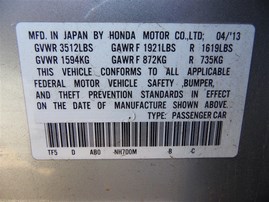 MFD. IN JAPAN BY HONDA MOTOR CO.,LTD; 04/'13
GVWR 3512LBS GAWR F 1921LBS R 1619LBS
GVWR 1594KG GAWR F 872KG R 735KG
THIS VEHICLE CONFORMS TO ALL APPLICABLE
FEDERAL MOTOR VEHICLE SAFETY ,BUMPER,
AND THEFT PREVENTION STANDARDS IN EFFECT
ON THE DATE OF MANUFACTURE SHOWN ABOVE.
TYPE:PASSENGER CAR
TF5 D AB0 -NH700M -B -C